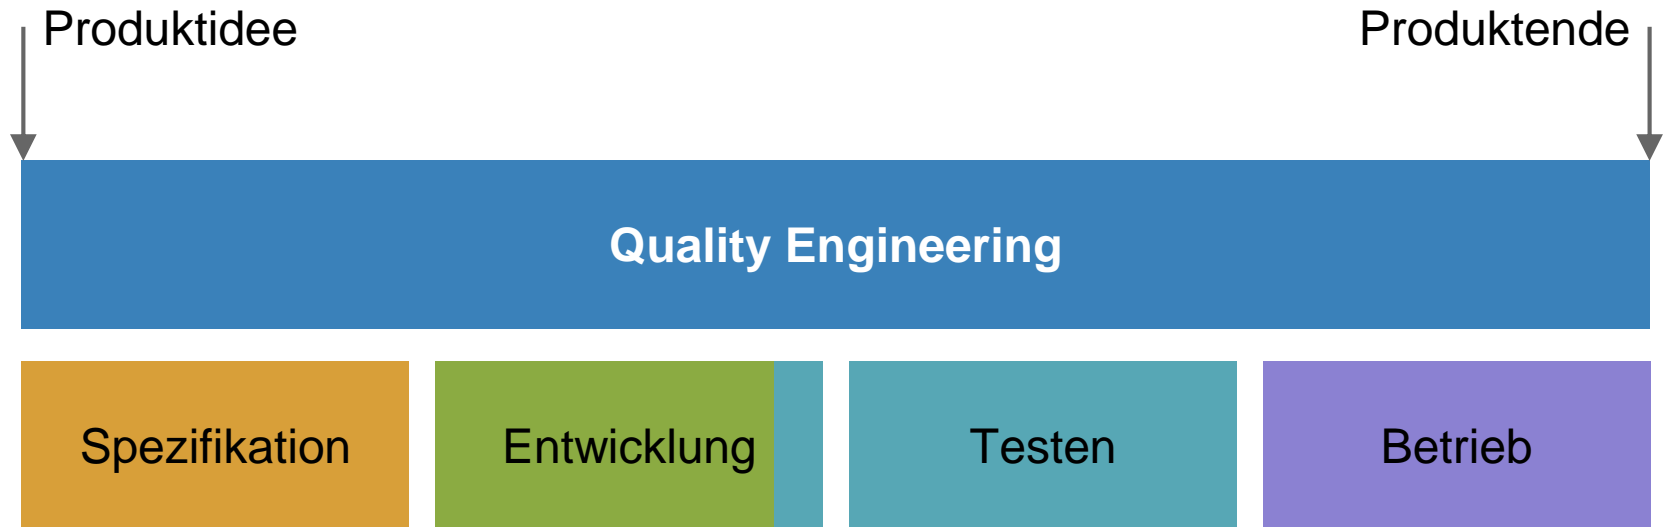 Produktidee
Produktende
Quality Engineering
Spezifikation
Entwicklung
Testen
Betrieb